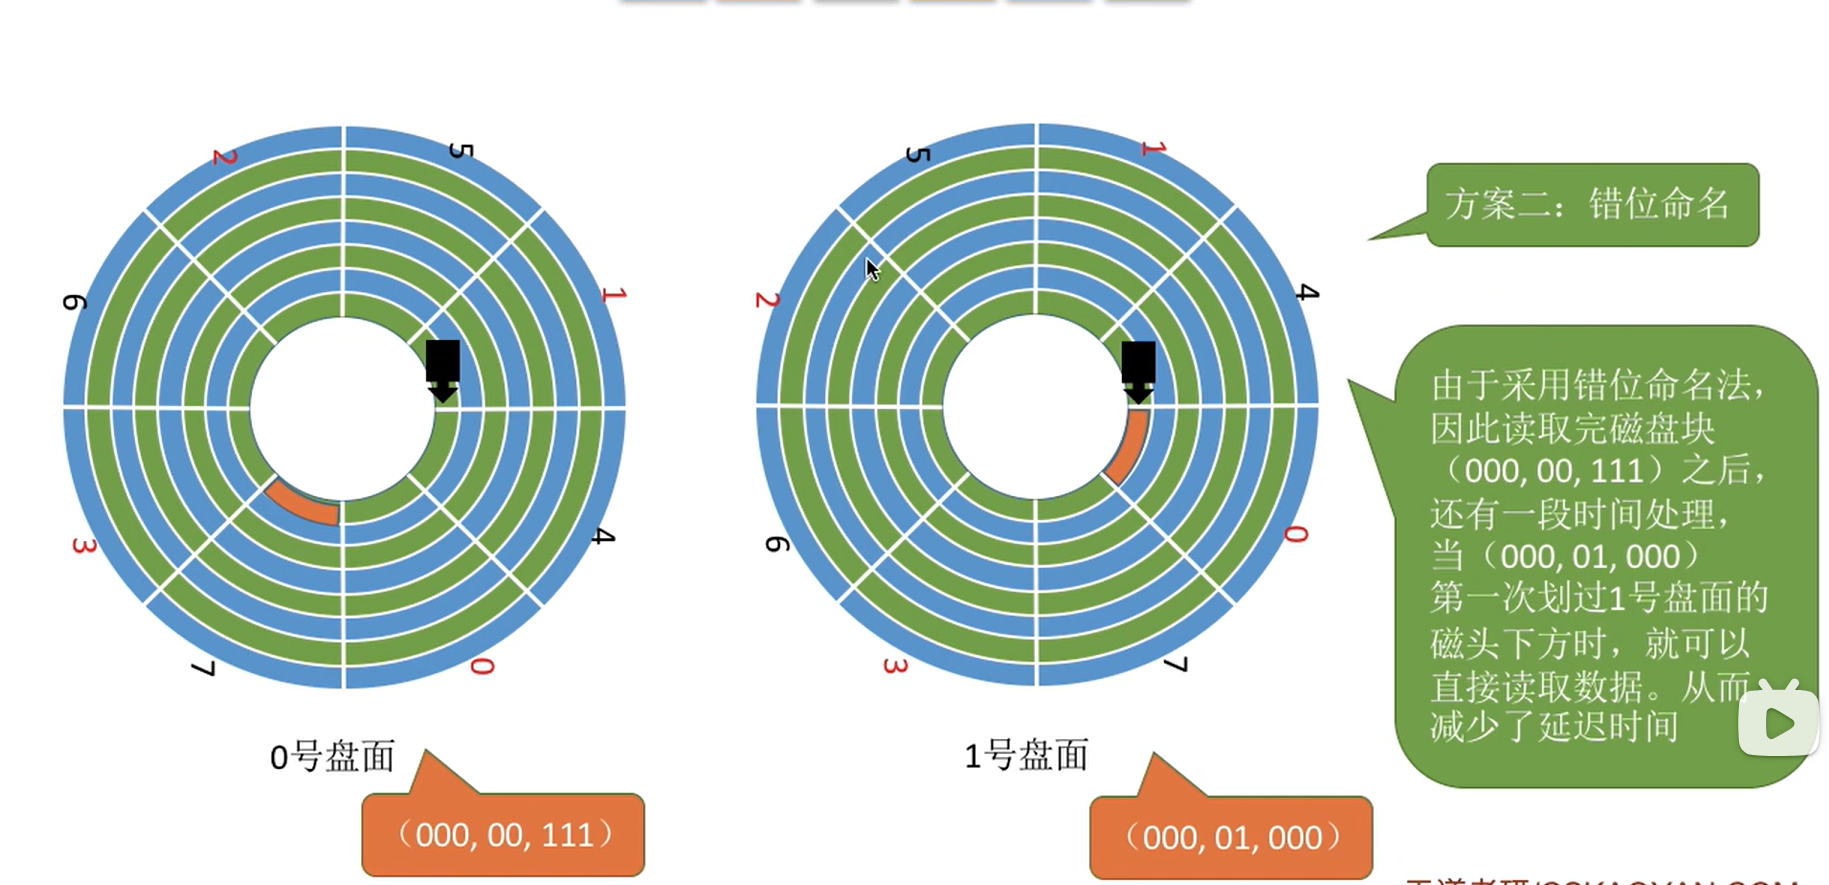 2
5
6
1
3
4
7
0
0号盘面
（000, 00, 111）
5
1
2
4
6
0
3
7
1号盘面
（000, 01, 000）
方案二：错位命名
由于采用错位命名法，
因此读取完磁盘块
（000, 00, 111）之后，
还有一段时间处理，
当（000, 01, 000）
第一次划过1号盘面的
磁头下方时，就可以
直接读取数据。从而
减少了延迟时间